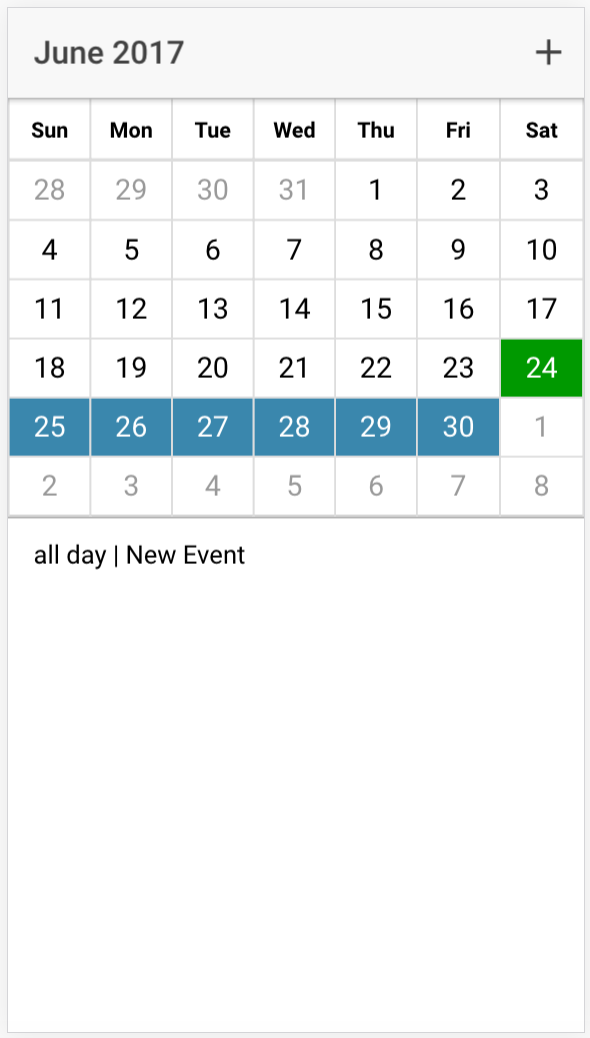 June 2017 +
Sun Mon Tue Wed Thu Fri Sat
28 29 30 31 1 2 3
4 5 6 7 8 9 10
11 12 13 14 15 16 17
18 19 20 21 22 23 24
25 26 27 28 29 30 1
2 3 4 5 6 7 8
all day | New Event